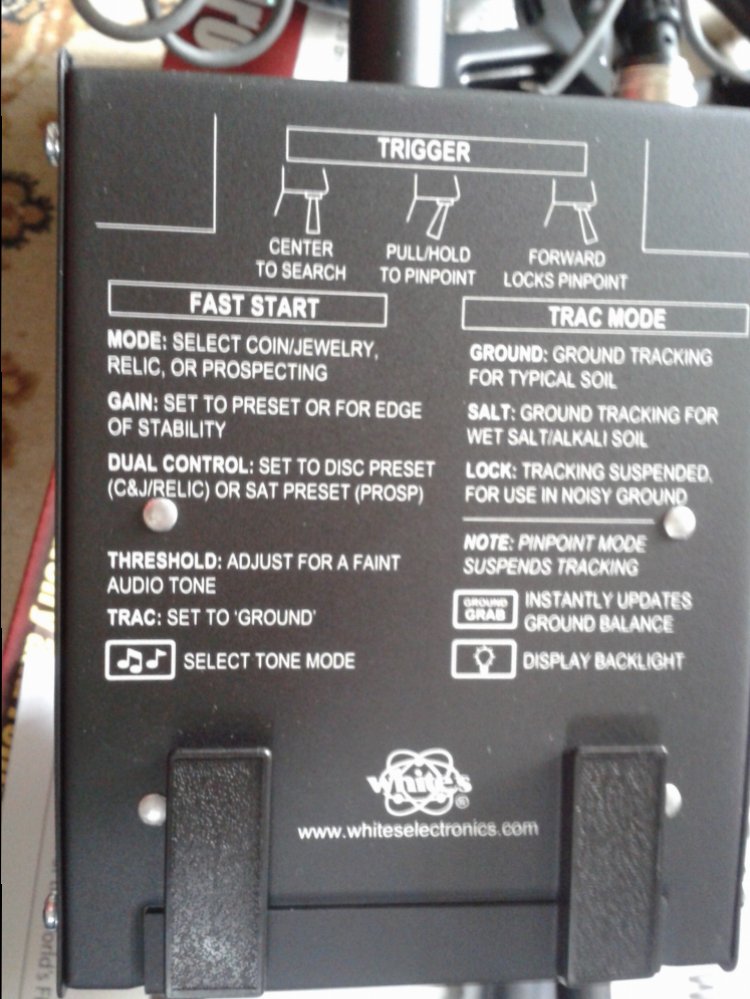 TRIGGER
CENTER
TO SEARCH
PULL/HOLD
TO PINPOINT
FORWARD
LOCKS PINPOINT
FAST START
MODE: SELECT COIN/JEWELRY,
RELIC, OR PROSPECTING
GAIN: SET TO PRESET OR FOR EDGE
OF STABILITY
DUAL CONTROL: SET TO DISC PRESET
(C&J/RELIC) OR SAT PRESET (PROSP)
THRESHOLD: ADJUST FOR A FAINT
AUDIO TONE
TRAC: SET TO 'GROUND'
SELECT TONE MODE
TRAC MODE
GROUND: GROUND TRACKING
FOR TYPICAL SOIL
SALT: GROUND TRACKING FOR
WET SALT/ALKALI SOIL
LOCK: TRACKING SUSPENDED,
FOR USE IN NOISY GROUND
NOTE: PINPOINT MODE
SUSPENDS TRACKING
GROUND
GRAB
INSTANTLY UPDATES
GROUND BALANCE
DISPLAY BACKLIGHT
White's®
www.whiteselectronics.com